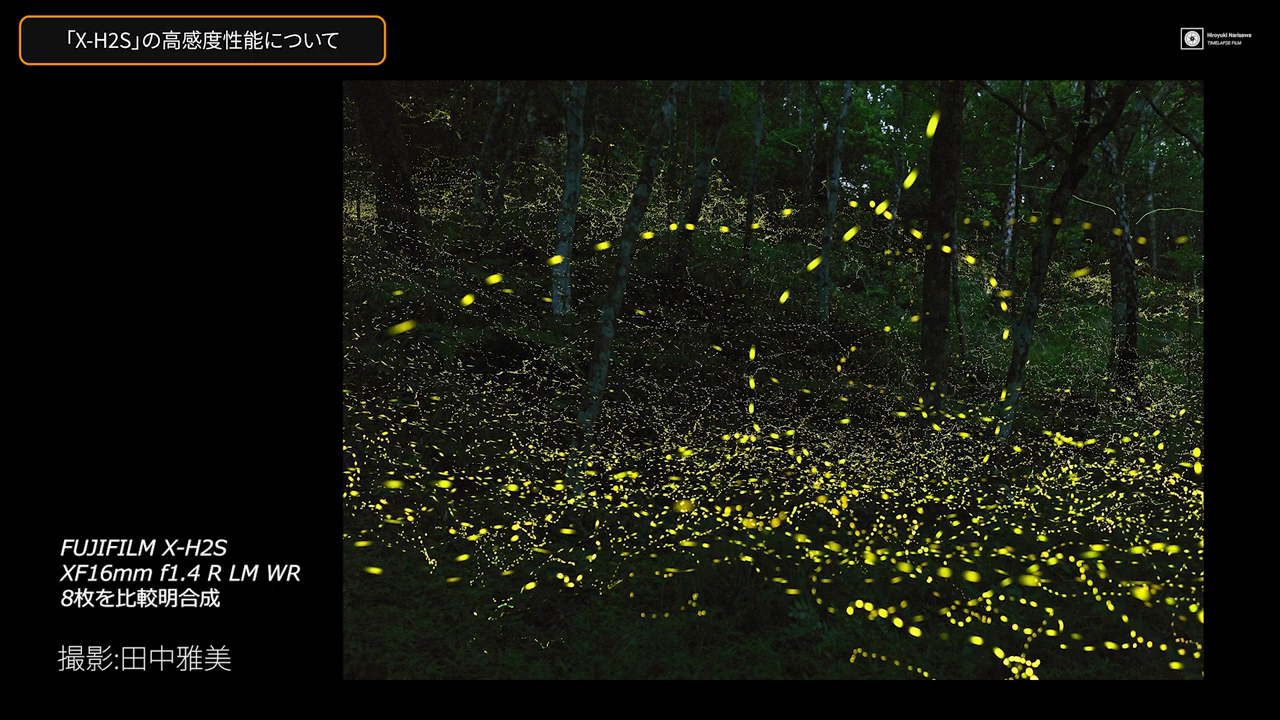 「X-H2S」の高感度性能について
Hiroyuki Narisawa
TIMELAPSE FILM
FUJIFILM X-H2S
XF16mm f1.4 R LM WR
8枚を比較明合成
撮影:田中雅美